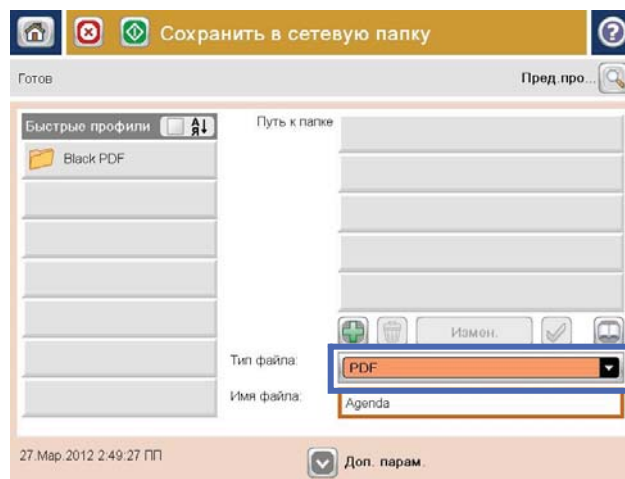 Сохранить в сетевую папку
Готов
Пред.про...
Быстрые профили
А Я
Путь к папке
Black PDF
Измен.
Тип файла:
PDF
Имя файла:
Agenda
27.Мар.2012 2:49:27 ПП
Доп. парам.